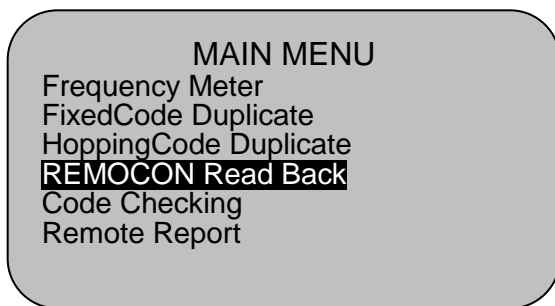 MAIN MENU
Frequency Meter
FixedCode Duplicate
HoppingCode Duplicate
REMOCON Read Back
Code Checking
Remote Report